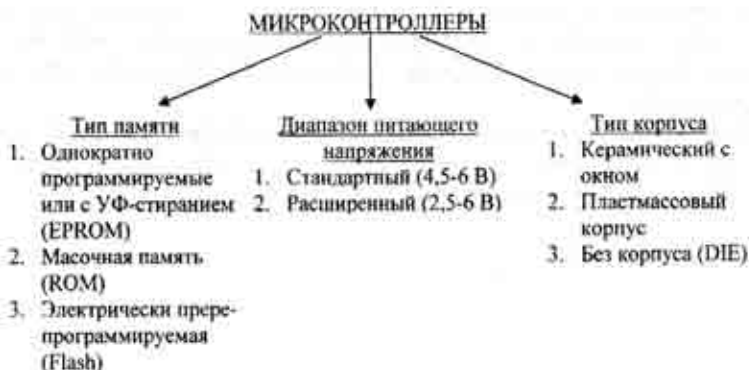 МИКРОКОНТРОЛЛЕРЫ
Тип памяти
1. Однократно
программируемые
или с УФ-стиранием
(EPROM)
2. Масочная память
(ROM)
3. Электрически прере-
программируемая
(Flash)
Диапазон питающего
напряжения
1. Стандартный (4,5-6 В)
2. Расширенный (2,5-6 В)
Тип корпуса
1. Керамический с
окном
2. Пластмассовый
корпус
3. Без корпуса (DIE)